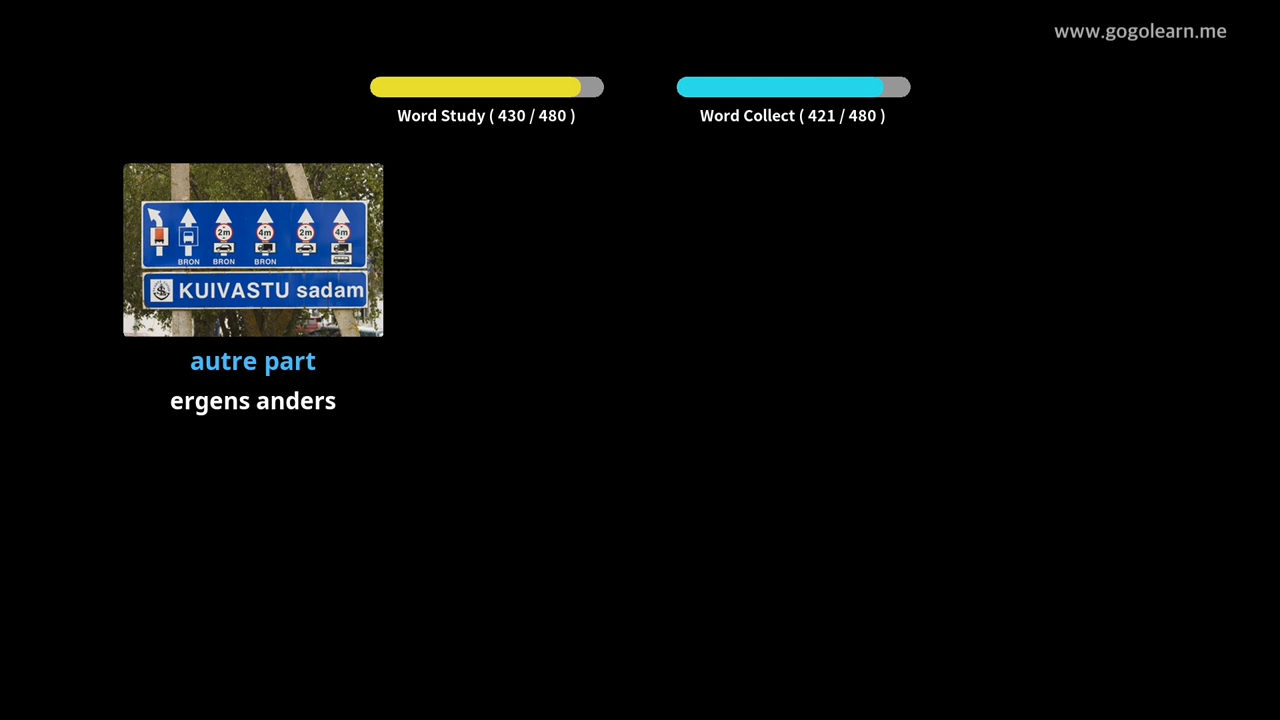 www.gogolearn.me
Word Study ( 430 / 480 )
Word Collect ( 421 / 480 )
2m 4m 2m 4m
BRON BRON BRON
KUIVASTU sadam
autre part
ergens anders